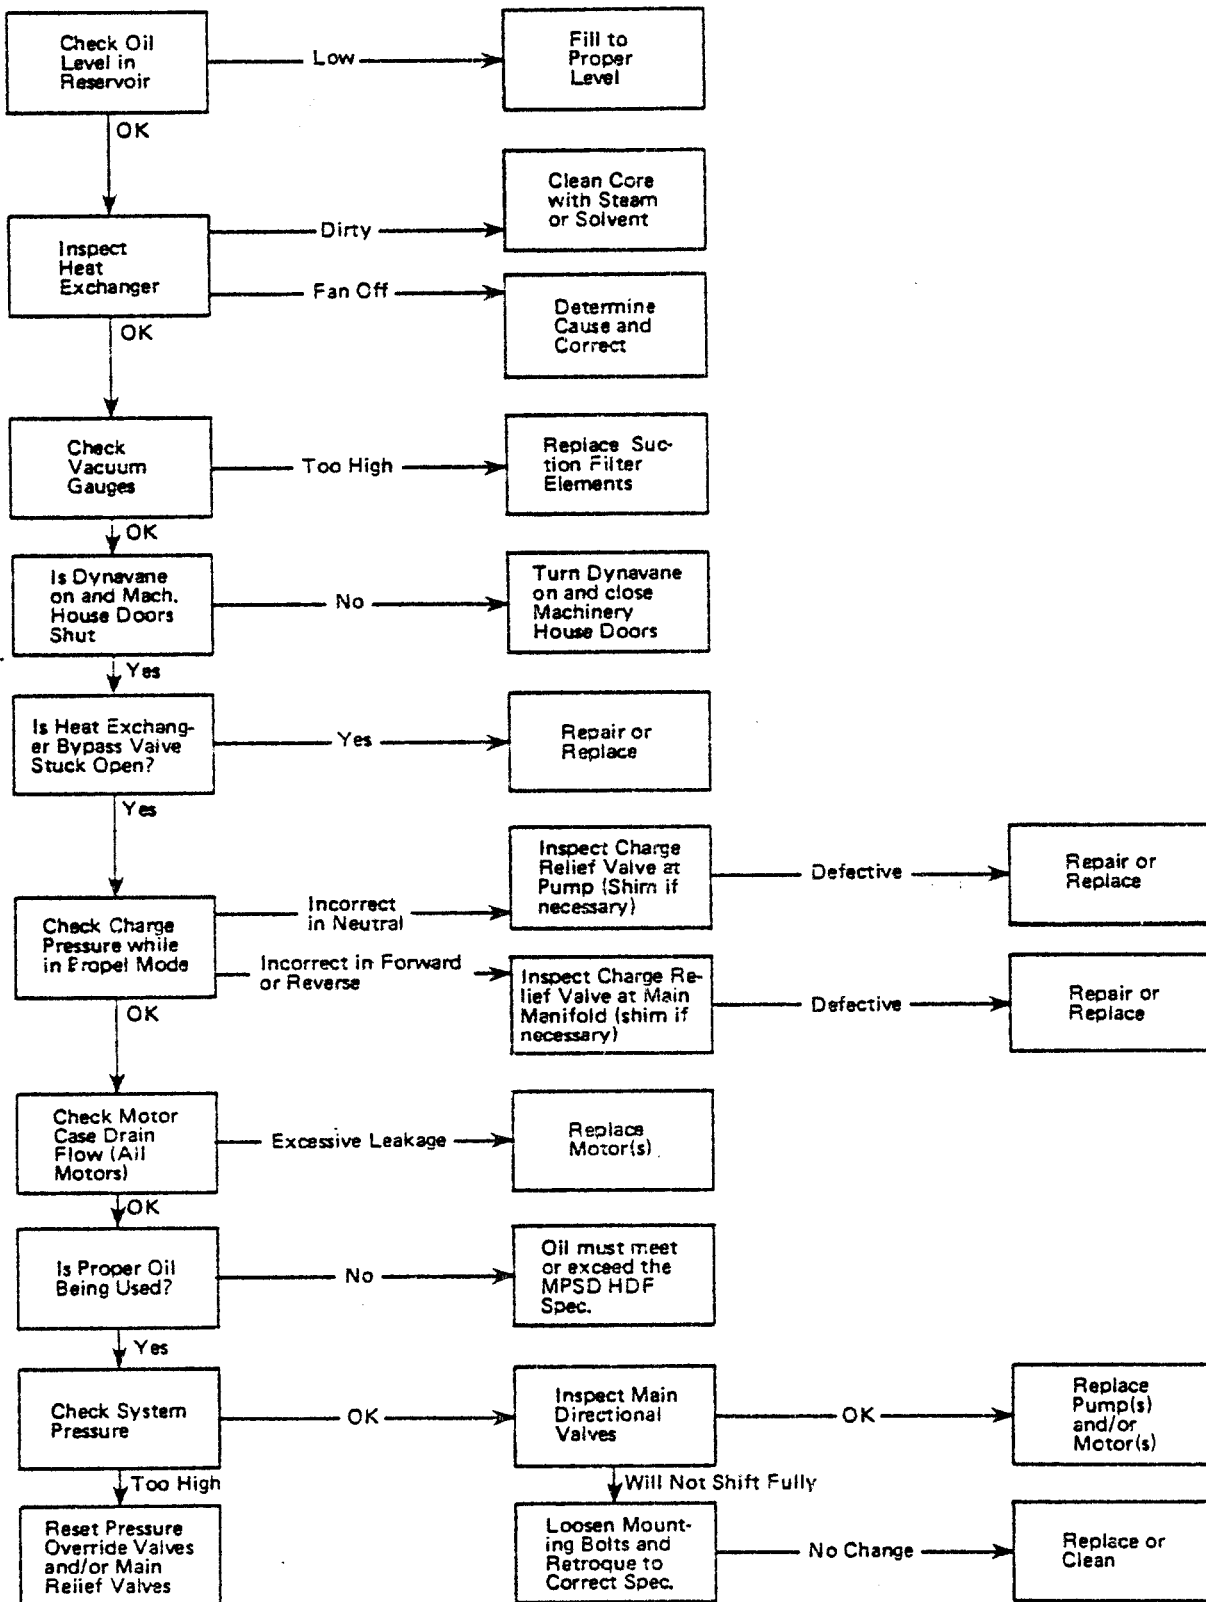 Check Oil
Level in
Reservoir
Low
Fill to
Proper
Level
OK
Inspect
Heat
Exchanger
Dirty
Clean Core
with Steam
or Solvent
Fan Off
Determine
Cause and
Correct
OK
Check
Vacuum
Gauges
Too High
Replace Suc-
tion Filter
Elements
OK
Is Dynavane
on and Mach.
House Doors
Shut
No
Turn Dynavane
on and close
Machinery
House Doors
Yes
Is Heat Exchang-
er Bypass Valve
Stuck Open?
Yes
Repair or
Replace
Yes
Check Charge
Pressure while
in Propel Mode
Incorrect
in Neutral
Inspect Charge
Relief Valve at
Pump (Shim if
necessary)
Defective
Repair or
Replace
Incorrect in Forward
or Reverse
Inspect Charge Re-
lief Valve at Main
Manifold (shim if
necessary)
Defective
Repair or
Replace
OK
Check Motor
Case Drain
Flow (All
Motors)
Excessive Leakage
Replace
Motor(s)
OK
Is Proper Oil
Being Used?
No
Oil must meet
or exceed the
MPSD HDF
Spec.
Yes
Check System
Pressure
OK
Inspect Main
Directional
Valves
OK
Replace
Pump(s)
and/or
Motor(s)
Too High
Reset Pressure
Override Valves
and/or Main
Relief Valves
Will Not Shift Fully
Loosen Mount-
ing Bolts and
Retroque to
Correct Spec.
No Change
Replace or
Clean